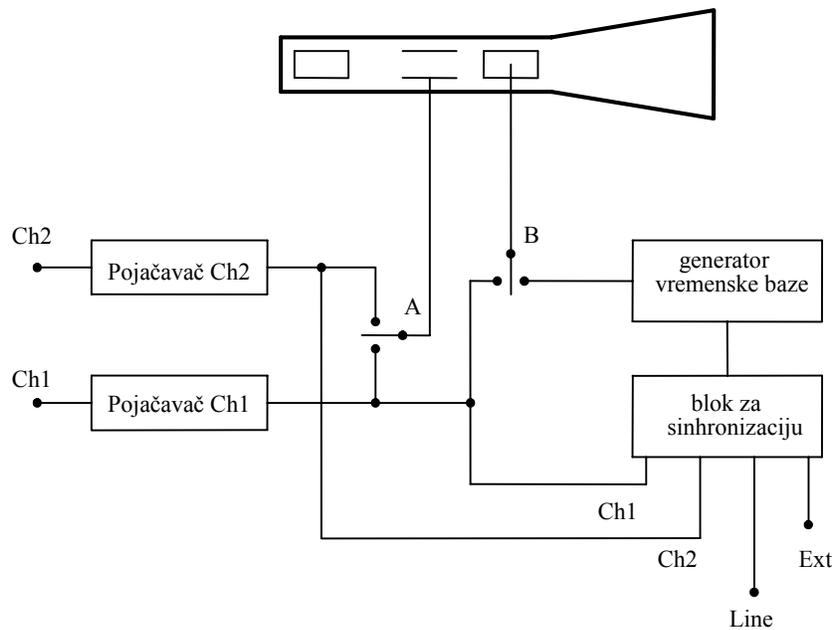 Ch2
Pojačavač Ch2
A
B
generator
vremenske baze
Ch1
Pojačavač Ch1
blok za
sinhronizaciju
Ch1
Ch2
Ext
Line